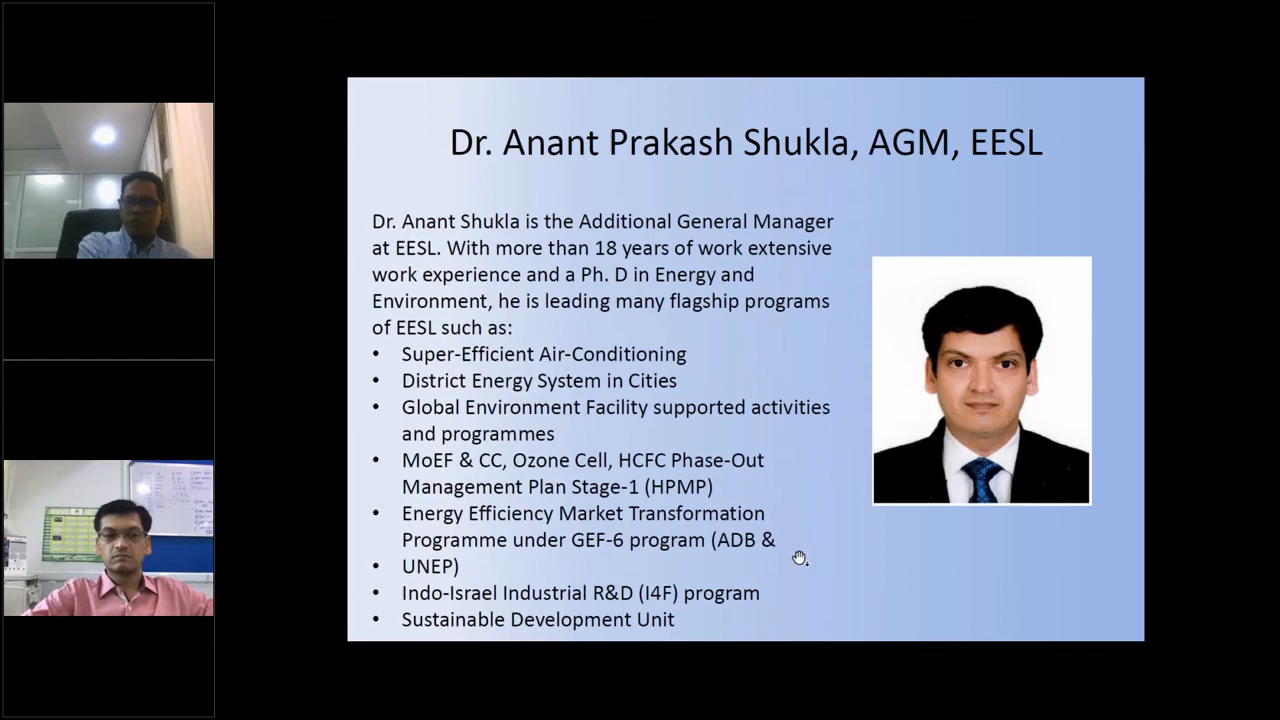 Dr. Anant Prakash Shukla, AGM, EESL
Dr. Anant Shukla is the Additional General Manager
at EESL. With more than 18 years of work extensive
work experience and a Ph. D in Energy and
Environment, he is leading many flagship programs
of EESL such as:
• Super-Efficient Air-Conditioning
• District Energy System in Cities
• Global Environment Facility supported activities
and programmes
• MoEF & CC, Ozone Cell, HCFC Phase-Out
Management Plan Stage-1 (HPMP)
• Energy Efficiency Market Transformation
Programme under GEF-6 program (ADB &
• UNEP)
• Indo-Israel Industrial R&D (I4F) program
• Sustainable Development Unit